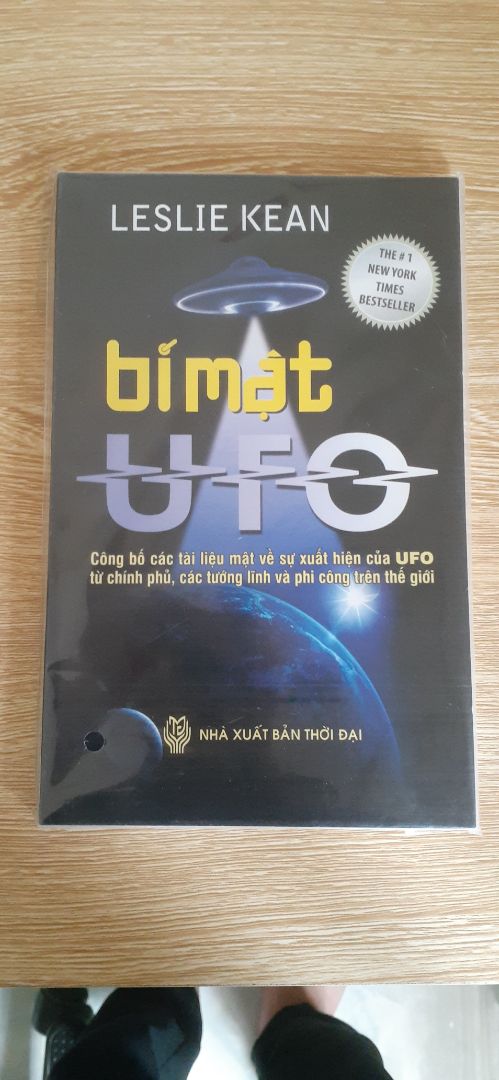 LESLIE KEAN
THE # 1
NEW YORK
TIMES
BESTSELLER
bí mật
UFO
Công bố các tài liệu mật về sự xuất hiện của UFO
từ chính phủ, các tướng lĩnh và phi công trên thế giới
NHÀ XUẤT BẢN THỜI ĐẠI